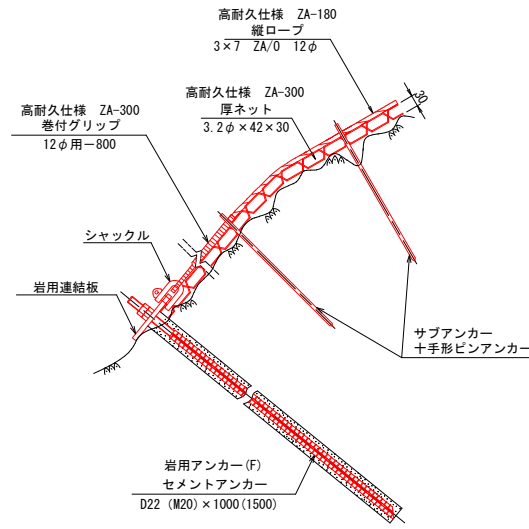 高耐久仕様 ZA-180
縦ロープ
3×7 ZA/0 12φ
30
高耐久仕様 ZA-300
厚ネット
3.2φ×42×30
高耐久仕様 ZA-300
巻付グリップ
12φ用ー800
シャックル
岩用連結板
サブアンカー
十手形ピンアンカー
岩用アンカー(F)
セメントアンカー
D22 (M20)×1000(1500)